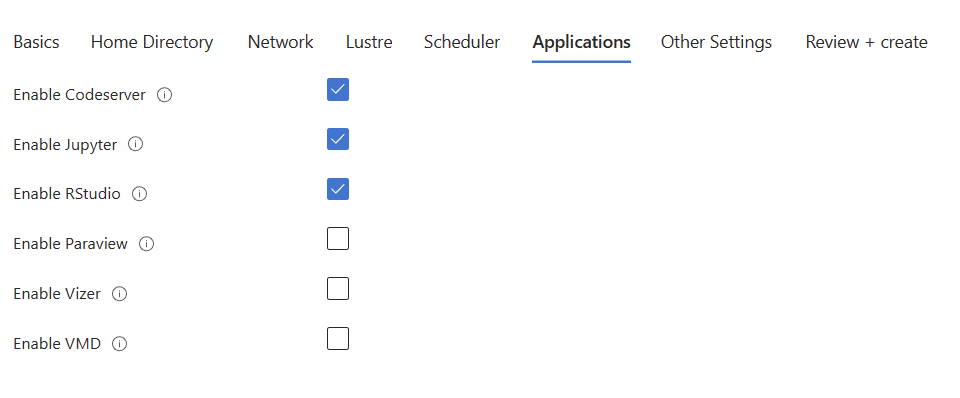 Basics Home Directory Network Lustre Scheduler Applications Other Settings Review + create
Enable Codeserver
Enable Jupyter
Enable RStudio
Enable Paraview
Enable Vizer
Enable VMD